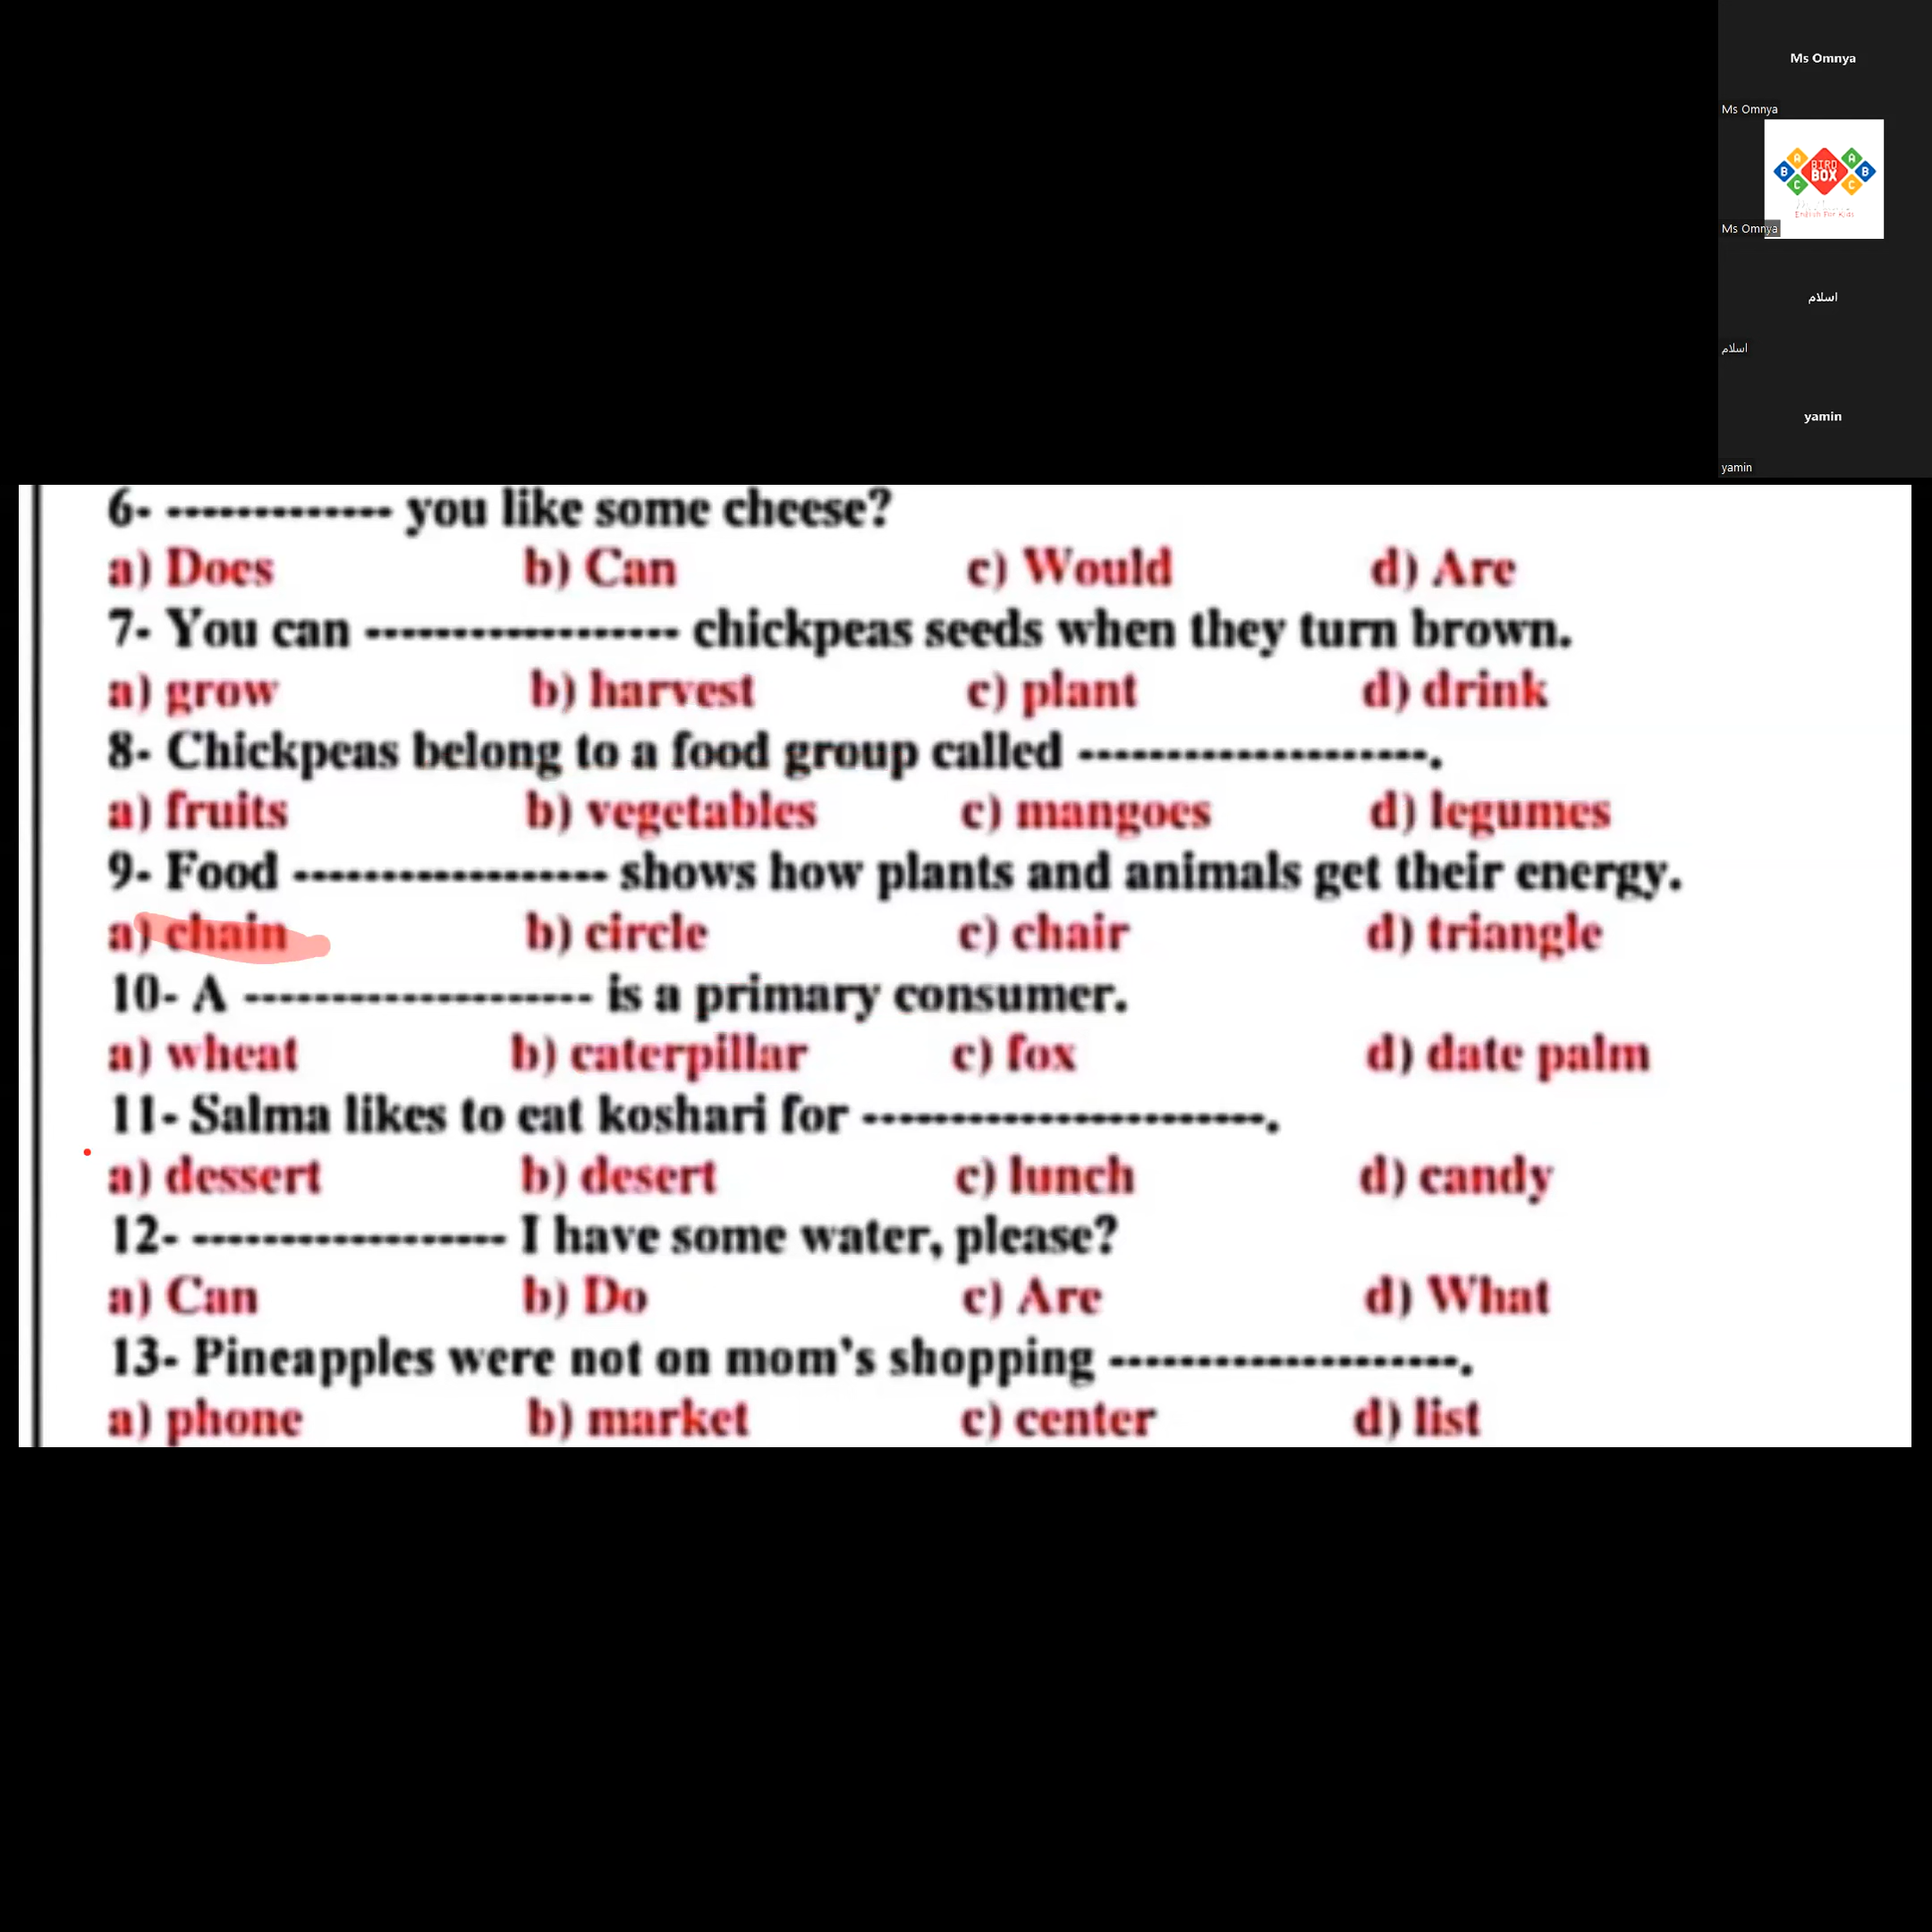 Ms Omnya
Ms Omnya
A A
B BIRD BOX B
C C
English For Kids
Ms Omnya
اسلام
اسلام
yamin
yamin
6- ------------- you like some cheese?
a) Does b) Can c) Would d) Are
7- You can ------------------ chickpeas seeds when they turn brown.
a) grow b) harvest c) plant d) drink
8- Chickpeas belong to a food group called --------------------.
a) fruits b) vegetables c) mangoes d) legumes
9- Food ------------------ shows how plants and animals get their energy.
a) chain b) circle c) chair d) triangle
10- A -------------------- is a primary consumer.
a) wheat b) caterpillar c) fox d) date palm
11- Salma likes to eat koshari for -----------------------.
a) dessert b) desert c) lunch d) candy
12- ------------------ I have some water, please?
a) Can b) Do c) Are d) What
13- Pineapples were not on mom's shopping --------------------.
a) phone b) market c) center d) list